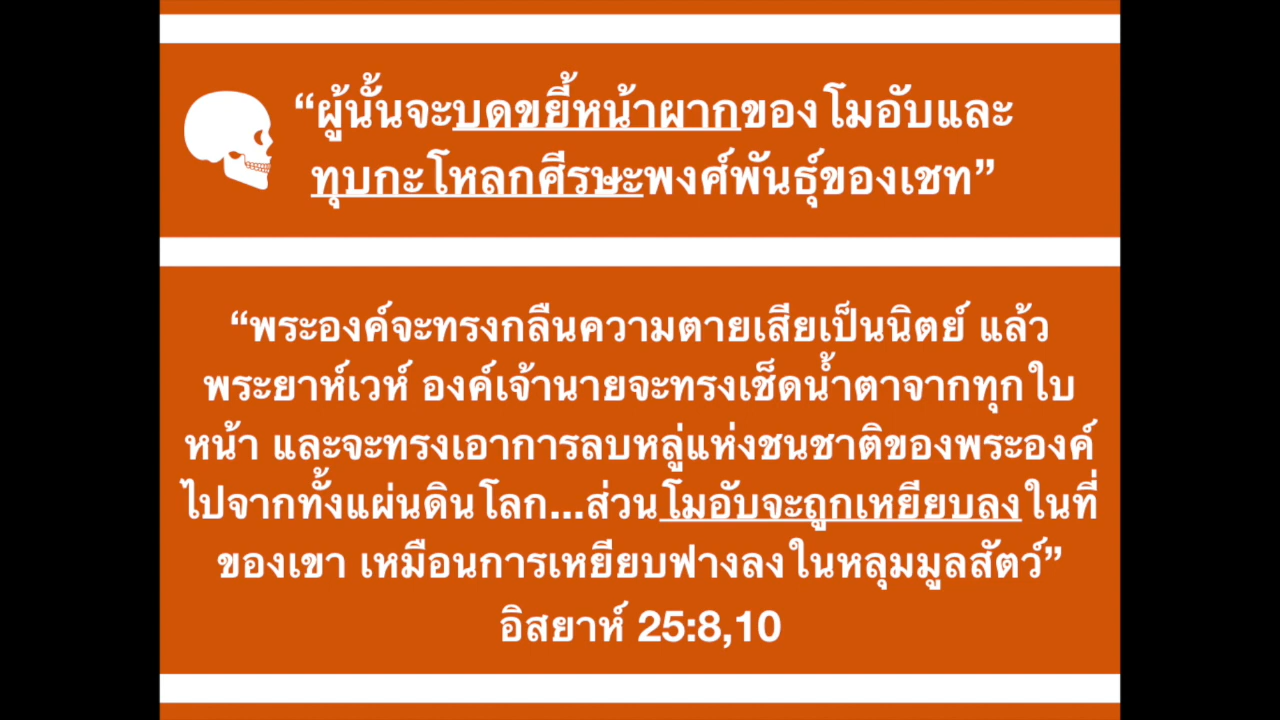 “ผู้นั้นจะบดขยี้หน้าผากของโมอับและ
ทุบกะโหลกศีรษะพงศ์พันธุ์ของเชท”
“พระองค์จะทรงกลืนความตายเสียเป็นนิตย์ แล้ว
พระยาห์เวห์ องค์เจ้านายจะทรงเช็ดน้ำตาจากทุกใบ
หน้า และจะทรงเอาการลบหลู่แห่งชนชาติของพระองค์
ไปจากทั้งแผ่นดินโลก...ส่วนโมอับจะถูกเหยียบลงในที่
ของเขา เหมือนการเหยียบฟางลงในหลุมมูลสัตว์”
อิสยาห์ 25:8,10